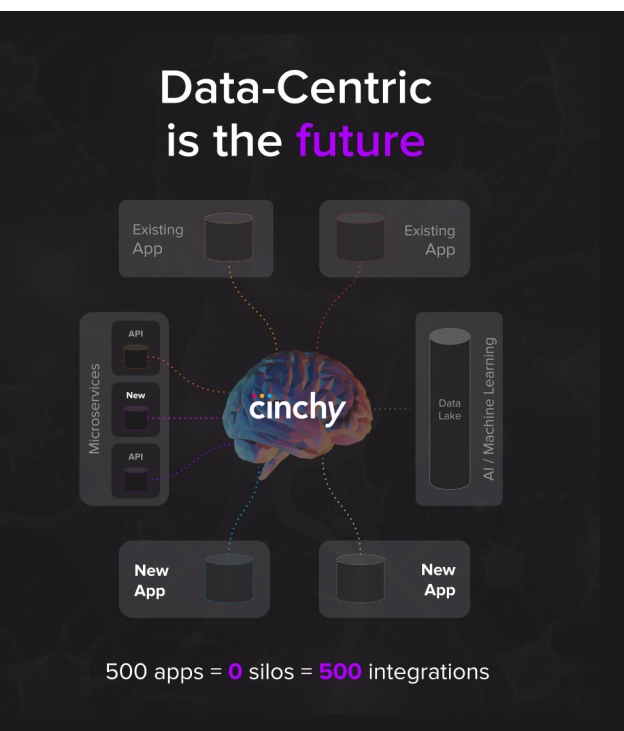 Data-Centric
is the future
Existing
App
Existing
App
Microservices
API
New
API
cinchy
Data
Lake
AI / Machine Learning
New
App
New
App
500 apps = 0 silos = 500 integrations